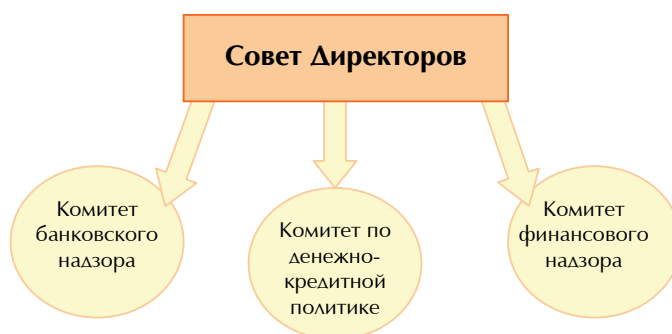 Совет Директоров
Комитет
банковского
надзора
Комитет по
денежно-
кредитной
политике
Комитет
финансового
надзора